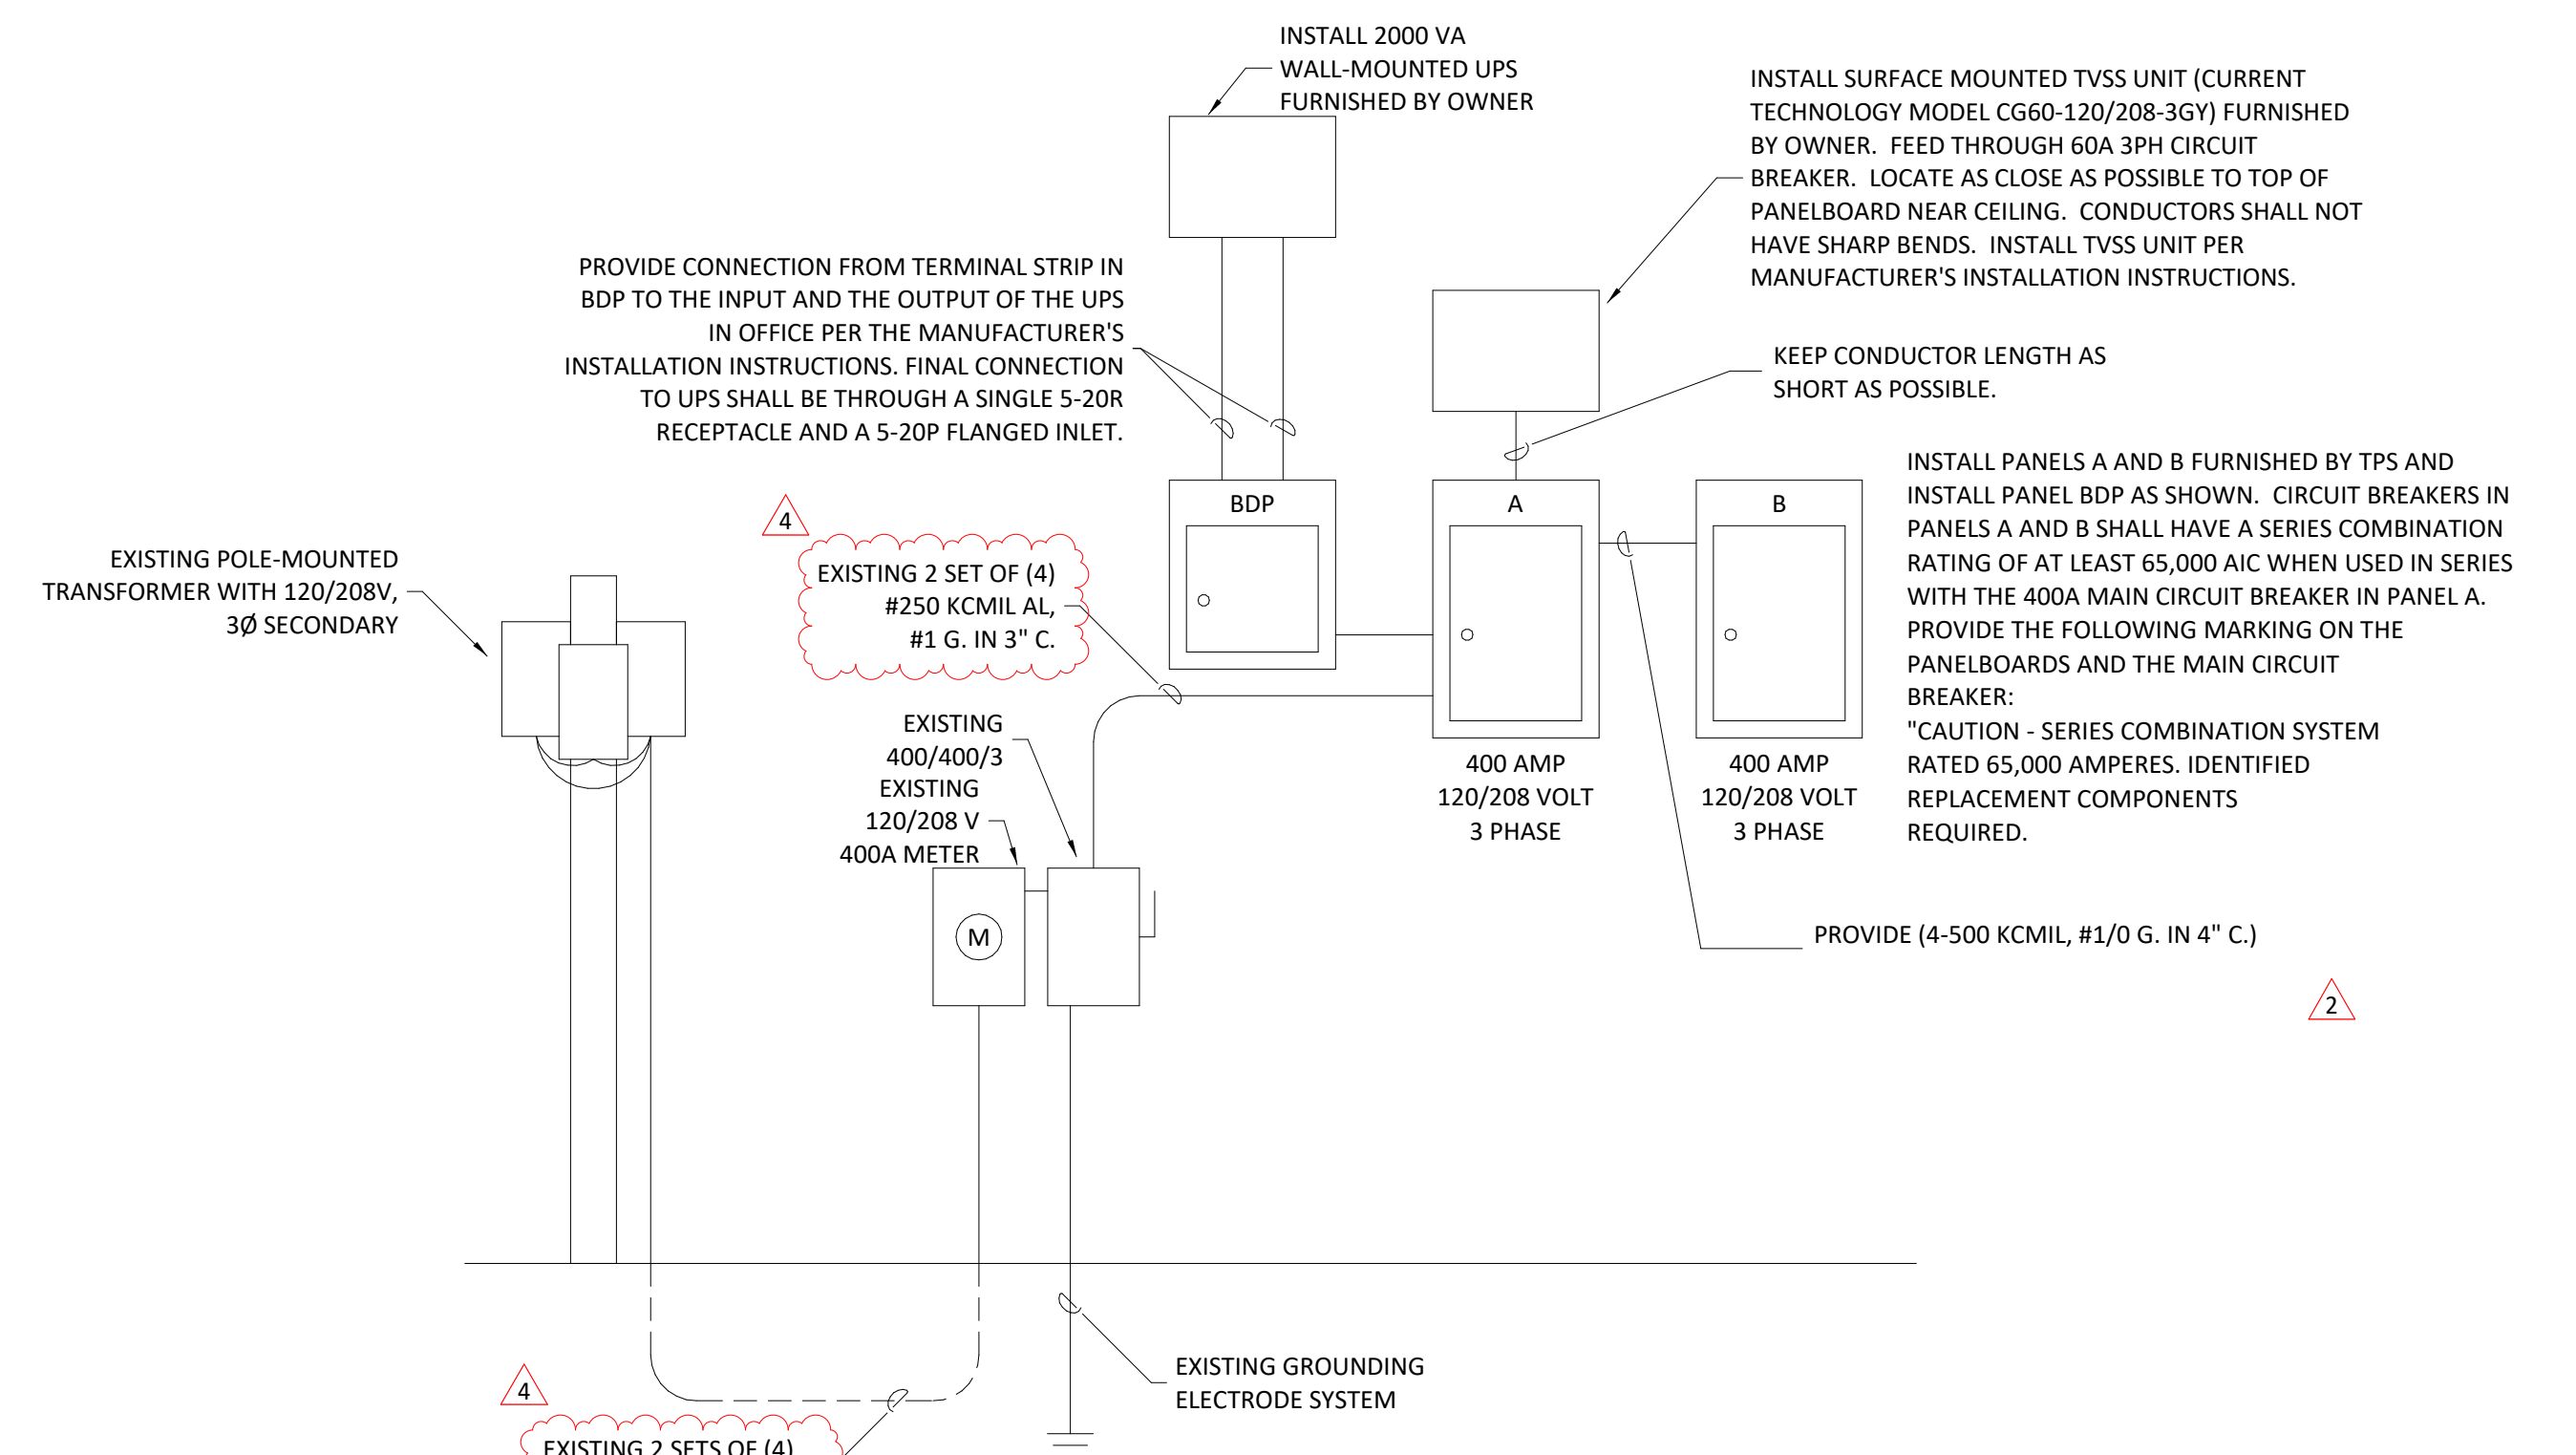 INSTALL 2000 VA
WALL-MOUNTED UPS
FURNISHED BY OWNER
INSTALL SURFACE MOUNTED TVSS UNIT (CURRENT
TECHNOLOGY MODEL CG60-120/208-3GY) FURNISHED
BY OWNER.  FEED THROUGH 60A 3PH CIRCUIT
BREAKER.  LOCATE AS CLOSE AS POSSIBLE TO TOP OF
PANELBOARD NEAR CEILING.  CONDUCTORS SHALL NOT
HAVE SHARP BENDS.  INSTALL TVSS UNIT PER
MANUFACTURER'S INSTALLATION INSTRUCTIONS.
PROVIDE CONNECTION FROM TERMINAL STRIP IN
BDP TO THE INPUT AND THE OUTPUT OF THE UPS
IN OFFICE PER THE MANUFACTURER'S
INSTALLATION INSTRUCTIONS. FINAL CONNECTION
TO UPS SHALL BE THROUGH A SINGLE 5-20R
RECEPTACLE AND A 5-20P FLANGED INLET.
KEEP CONDUCTOR LENGTH AS
SHORT AS POSSIBLE.
INSTALL PANELS A AND B FURNISHED BY TPS AND
INSTALL PANEL BDP AS SHOWN.  CIRCUIT BREAKERS IN
PANELS A AND B SHALL HAVE A SERIES COMBINATION
RATING OF AT LEAST 65,000 AIC WHEN USED IN SERIES
WITH THE 400A MAIN CIRCUIT BREAKER IN PANEL A.
PROVIDE THE FOLLOWING MARKING ON THE
PANELBOARDS AND THE MAIN CIRCUIT
BREAKER:
"CAUTION - SERIES COMBINATION SYSTEM
RATED 65,000 AMPERES. IDENTIFIED
REPLACEMENT COMPONENTS
REQUIRED.
BDP
A
B
4
EXISTING 2 SET OF (4)
#250 KCMIL AL,
#1 G. IN 3" C.
EXISTING POLE-MOUNTED
TRANSFORMER WITH 120/208V,
3Ø SECONDARY
EXISTING
400/400/3
EXISTING
120/208 V
400A METER
400 AMP
120/208 VOLT
3 PHASE
400 AMP
120/208 VOLT
3 PHASE
M
PROVIDE (4-500 KCMIL, #1/0 G. IN 4" C.)
2
EXISTING GROUNDING
ELECTRODE SYSTEM
4
EXISTING 2 SETS OF (4)